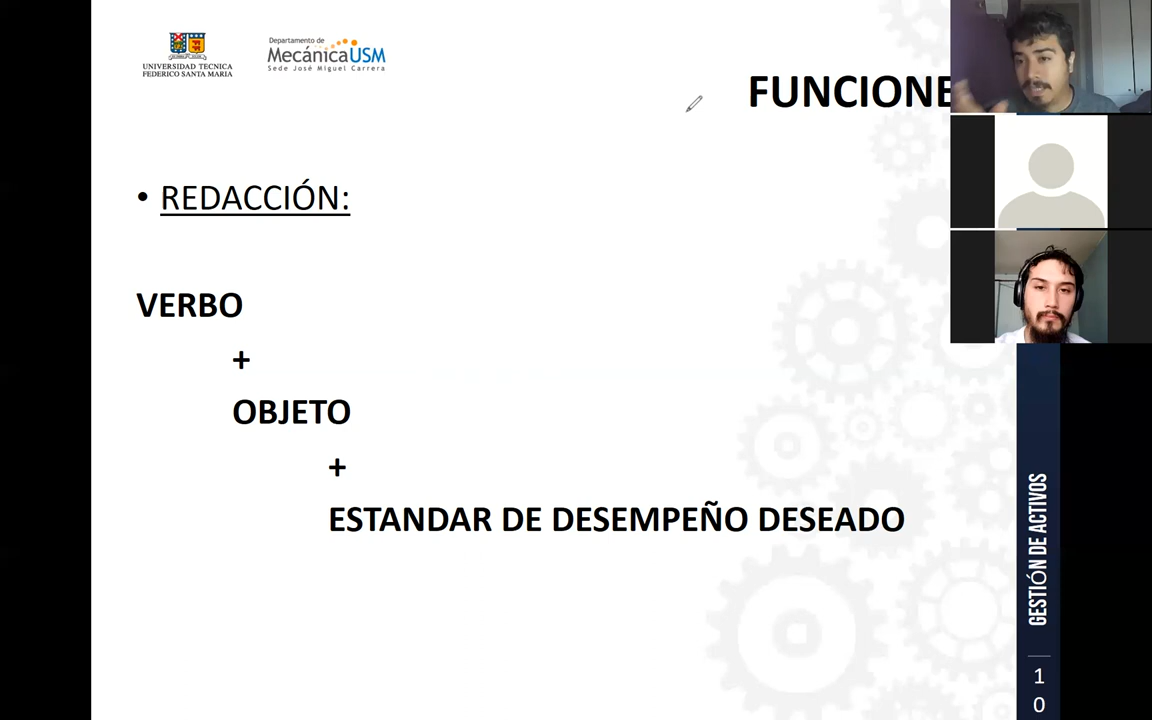 UNIVERSIDAD TECNICA
FEDERICO SANTA MARIA
Departamento de
MecánicaUSM
Sede José Miguel Carrera
FUNCIONE
• REDACCIÓN:
VERBO
+
OBJETO
+
ESTANDAR DE DESEMPEÑO DESEADO
GESTIÓN DE ACTIVOS
1
0